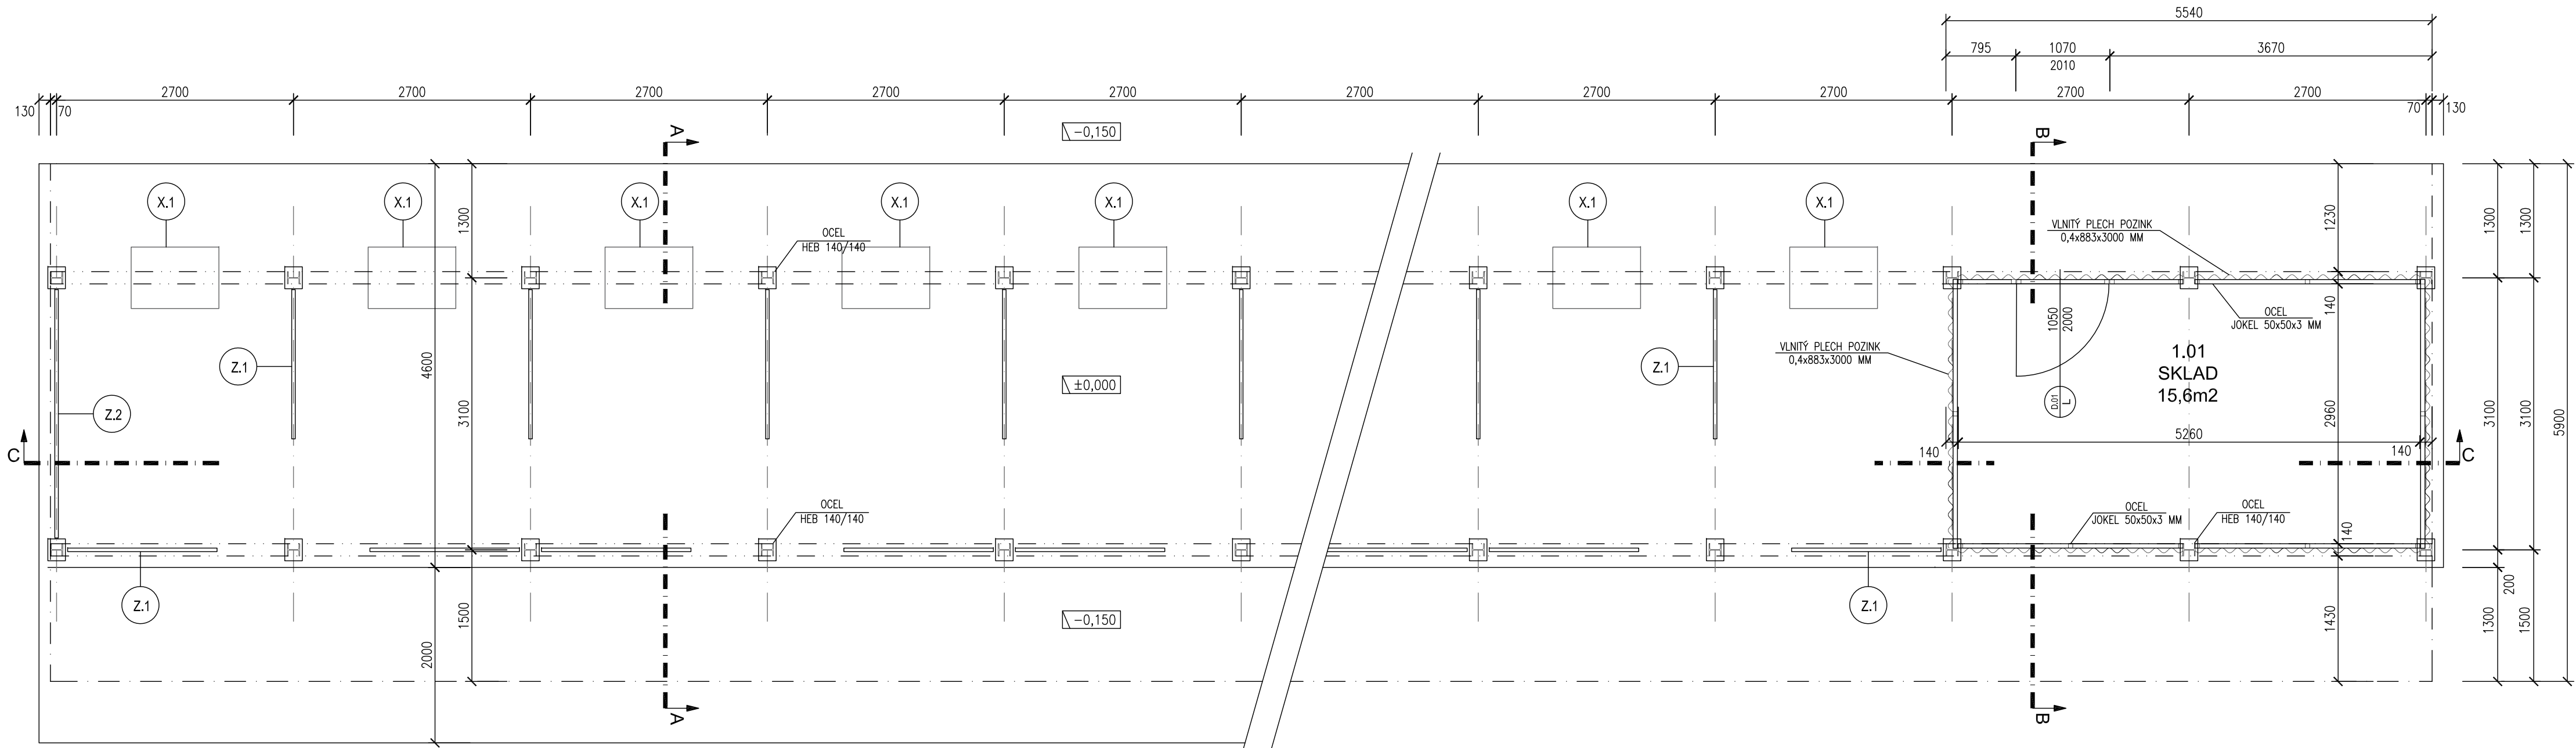 5540
795
1070
3670
2010
2700
2700
2700
2700
2700
2700
2700
2700
2700
2700
130
70
70
130
A
−0,150
B
X.1
X.1
X.1
X.1
X.1
X.1
X.1
1300
OCEL
HEB 140/140
VLNITÝ PLECH POZINK
0,4x883x3000 MM
1230
1300
1300
140
OCEL
JOKEL 50x50x3 MM
1050
2000
VLNITÝ PLECH POZINK
0,4x883x3000 MM
1.01
SKLAD
15,6m2
Z.1
4600
±0,000
Z.1
D.01
L
Z.2
3100
2960
3100
3100
5900
5260
140
140
C
C
OCEL
HEB 140/140
OCEL
JOKEL 50x50x3 MM
OCEL
HEB 140/140
140
Z.1
Z.1
200
1500
−0,150
1430
1300
1500
2000
A
B